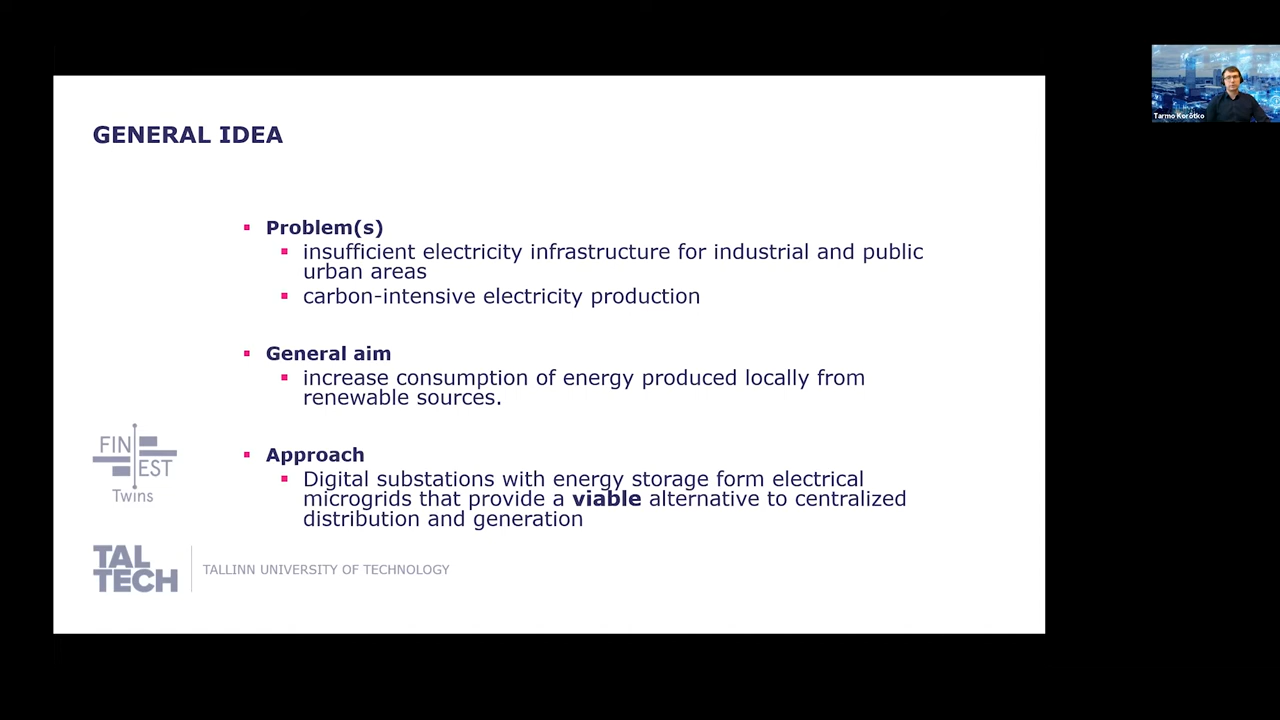 GENERAL IDEA
Tarmo Korõtko
Problem(s)
insufficient electricity infrastructure for industrial and public
urban areas
carbon-intensive electricity production
General aim
increase consumption of energy produced locally from
renewable sources.
Approach
Digital substations with energy storage form electrical
microgrids that provide a viable alternative to centralized
distribution and generation
FIN
EST
Twins
TAL
TECH
TALLINN UNIVERSITY OF TECHNOLOGY